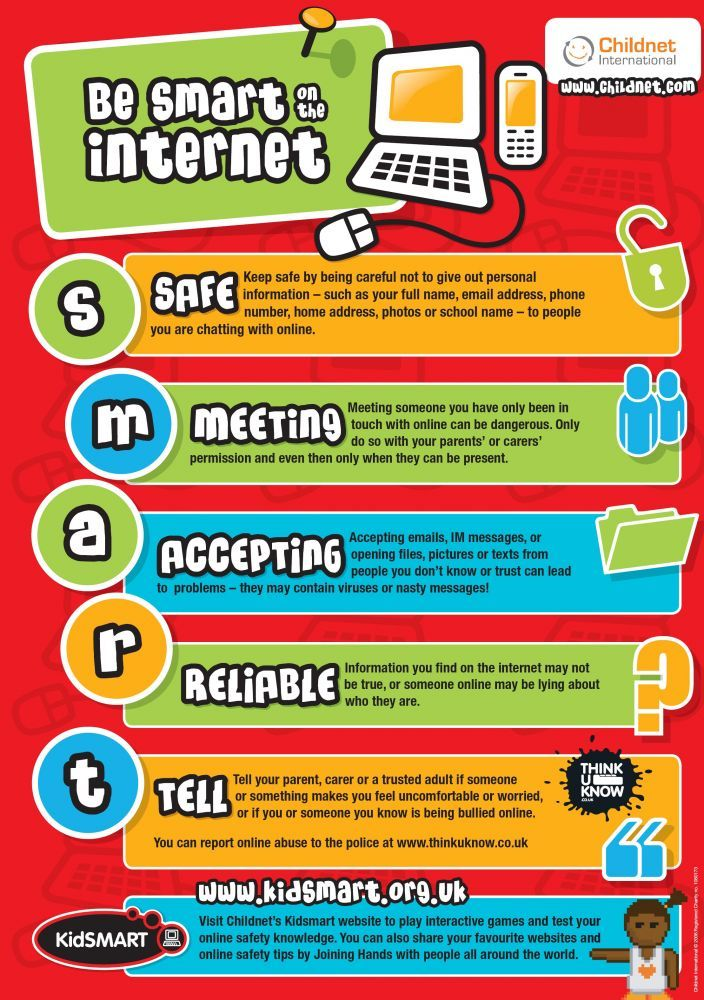 Childnet
International
www.childnet.com
Be smart on the
internet
s
SAFE
Keep safe by being careful not to give out personal
information – such as your full name, email address, phone
number, home address, photos or school name – to people
you are chatting with online.
m
MEETING
Meeting someone you have only been in
touch with online can be dangerous. Only
do so with your parents' or carers'
permission and even then only when they can be present.
a
ACCEPTING
Accepting emails, IM messages, or
opening files, pictures or texts from
people you don't know or trust can lead
to problems – they may contain viruses or nasty messages!
r
RELIABLE
Information you find on the internet may not
be true, or someone online may be lying about
who they are.
?
t
TELL
Tell your parent, carer or a trusted adult if someone
or something makes you feel uncomfortable or worried,
or if you or someone you know is being bullied online.
You can report online abuse to the police at www.thinkuknow.co.uk
THINK
U
KNOW
.CO.UK
www.kidsmart.org.uk
KidSMART
Visit Childnet's Kidsmart website to play interactive games and test your
online safety knowledge. You can also share your favourite websites and
online safety tips by Joining Hands with people all around the world.